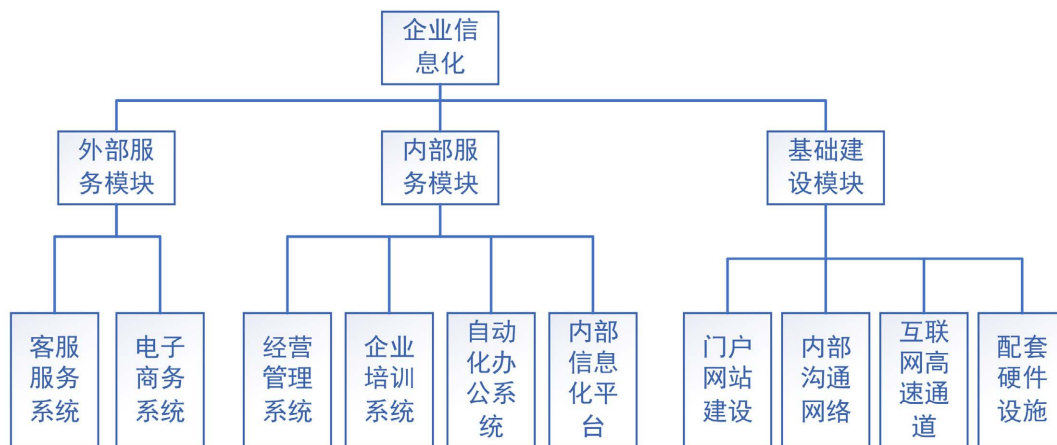 企业信
息化
外部服
务模块
内部服
务模块
基础建
设模块
客服
服务
系统
电子
商务
系统
经营
管理
系统
企业
培训
系统
自动
化办
公系
统
内部
信息
化平
台
门户
网站
建设
内部
沟通
网络
互联
网高
速通
道
配套
硬件
设施